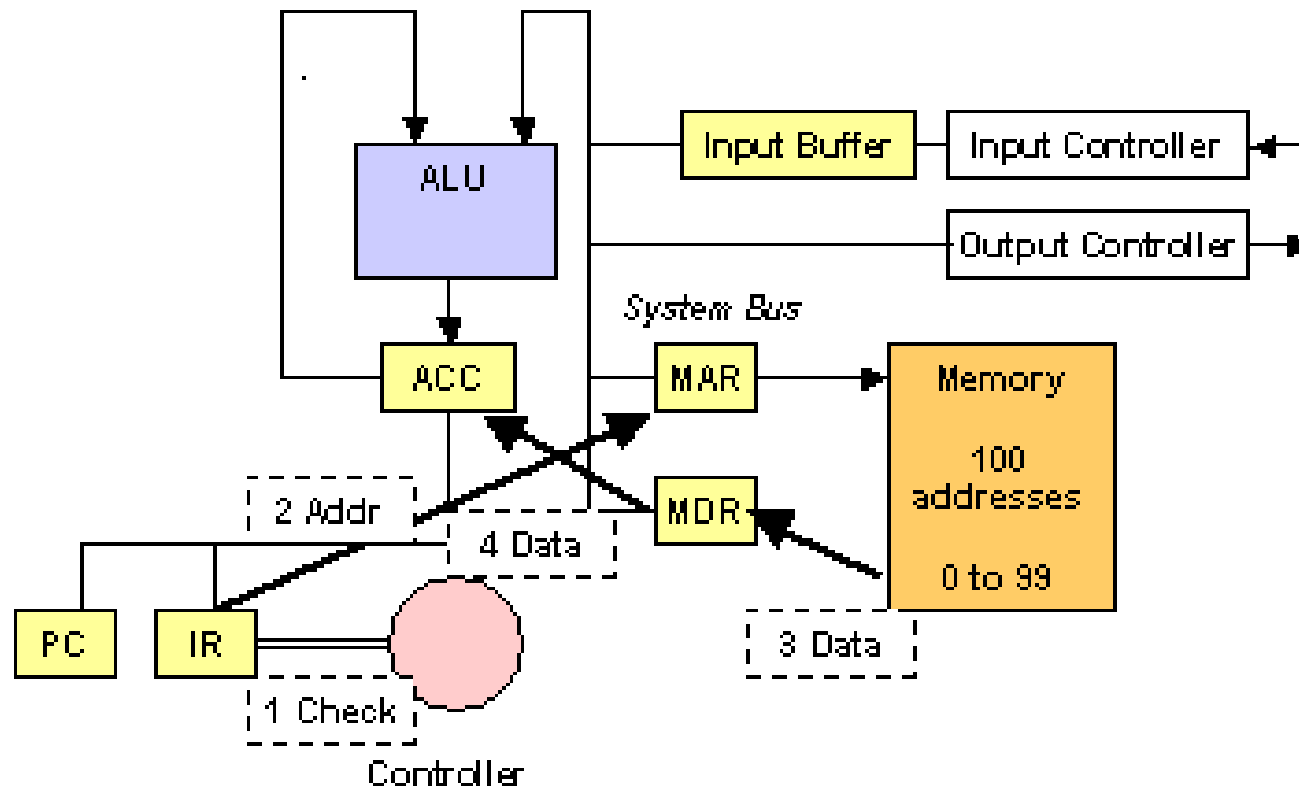 ALU
Input Buffer
Input Controller
Output Controller
System Bus
ACC
MAR
Memory
100
addresses
0 to 99
2 Addr
MDR
4 Data
PC
IR
3 Data
1 Check
Controller